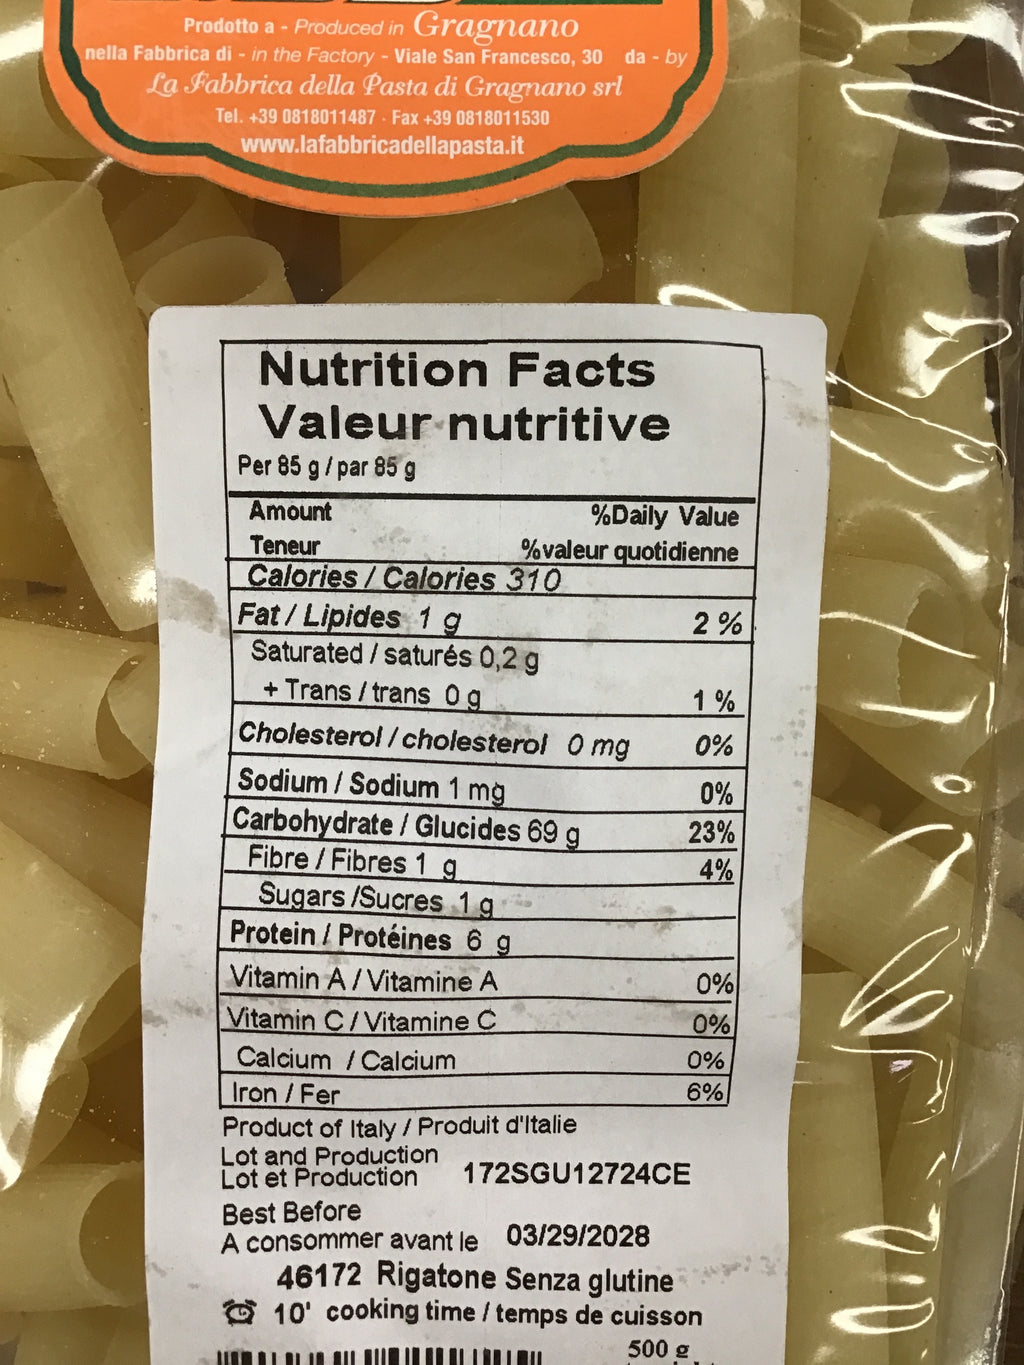 Prodotto a - Produced in Gragnano
nella Fabbrica di - in the Factory - Viale San Francesco, 30 da - by
La Fabbrica della Pasta di Gragnano srl
Tel. +39 0818011487 - Fax +39 0818011530
www.lafabbricadellapasta.it
Nutrition Facts
Valeur nutritive
Per 85 g / par 85 g
Amount %Daily Value
Teneur %valeur quotidienne
Calories / Calories 310
Fat / Lipides 1 g 2 %
Saturated / saturés 0,2 g
+ Trans / trans 0 g 1 %
Cholesterol / cholesterol 0 mg 0%
Sodium / Sodium 1 mg 0%
Carbohydrate / Glucides 69 g 23%
Fibre / Fibres 1 g 4%
Sugars /Sucres 1 g
Protein / Protéines 6 g
Vitamin A / Vitamine A 0%
Vitamin C / Vitamine C 0%
Calcium / Calcium 0%
Iron / Fer 6%
Product of Italy / Produit d'Italie
Lot and Production
Lot et Production 172SGU12724CE
Best Before
A consommer avant le 03/29/2028
46172 Rigatone Senza glutine
10' cooking time / temps de cuisson
500 g